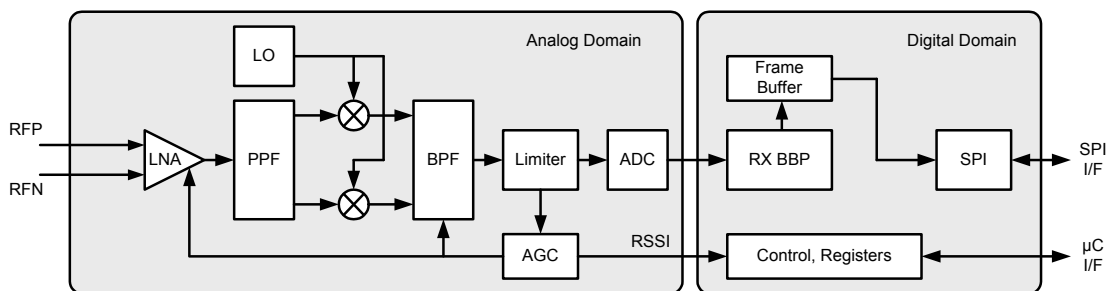 Analog Domain
Digital Domain
LO
Frame
Buffer
RFP
RFN
LNA
PPF
BPF
Limiter
ADC
RX BBP
SPI
SPI
I/F
AGC
RSSI
Control, Registers
µC
I/F